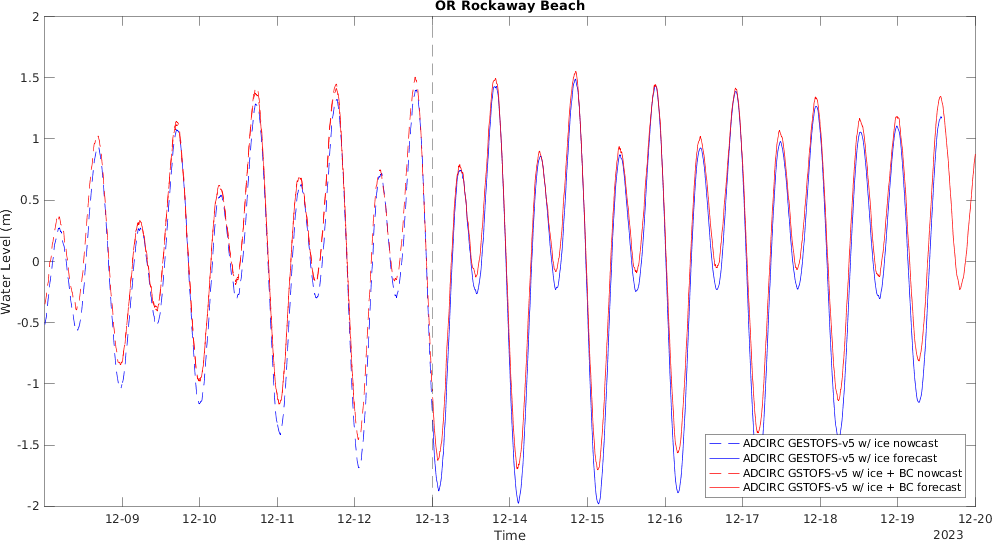 OR Rockaway Beach
2
1.5
1
0.5
0
-0.5
-1
-1.5
-2
Water Level (m)
ADCIRC GESTOFS-v5 w/ ice nowcast
ADCIRC GESTOFS-v5 w/ ice forecast
ADCIRC GSTOFS-v5 w/ ice + BC nowcast
ADCIRC GSTOFS-v5 w/ ice + BC forecast
12-09 12-10 12-11 12-12 12-13 12-14 12-15 12-16 12-17 12-18 12-19 12-20
Time
2023